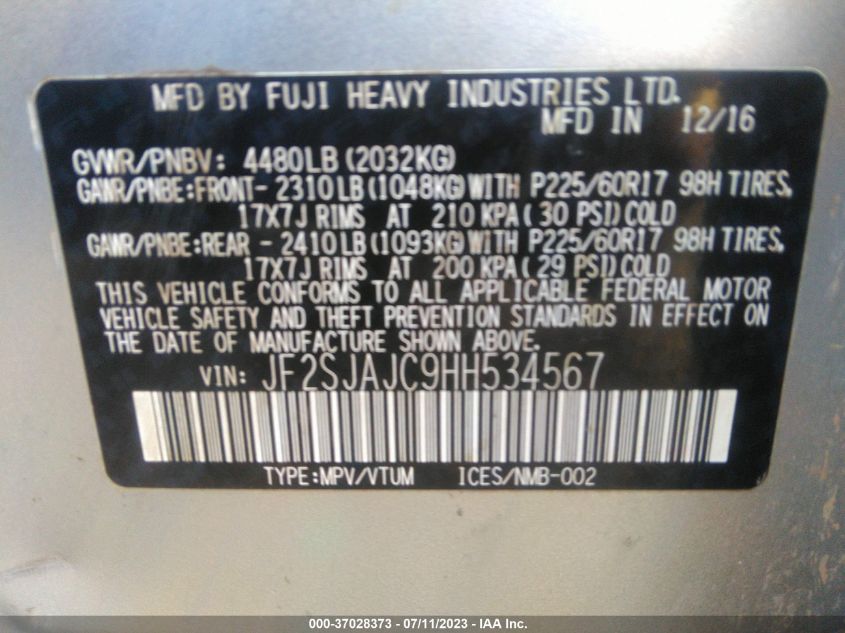 MFD BY FUJI HEAVY INDUSTRIES LTD.
MFD IN 12/16
GVWR/PNBV: 4480LB (2032KG)
GAWR/PNBE:FRONT- 2310LB (1048KG) WITH P225/60R17 98H TIRES,
17X7J RIMS AT 210 KPA (30 PSI) COLD
GAWR/PNBE:REAR - 2410LB (1093KG) WITH P225/60R17 98H TIRES,
17X7J RIMS AT 200 KPA (29 PSI) COLD
THIS VEHICLE CONFORMS TO ALL APPLICABLE FEDERAL MOTOR
VEHICLE SAFETY AND THEFT PREVENTION STANDARDS IN EFFECT ON
THE DATE OF MANUFACTURE SHOWN ABOVE.
VIN: JF2SJAJC9HH534567
TYPE:MPV/VTUM ICES/NMB-002
000-37028373 - 07/11/2023 - IAA Inc.